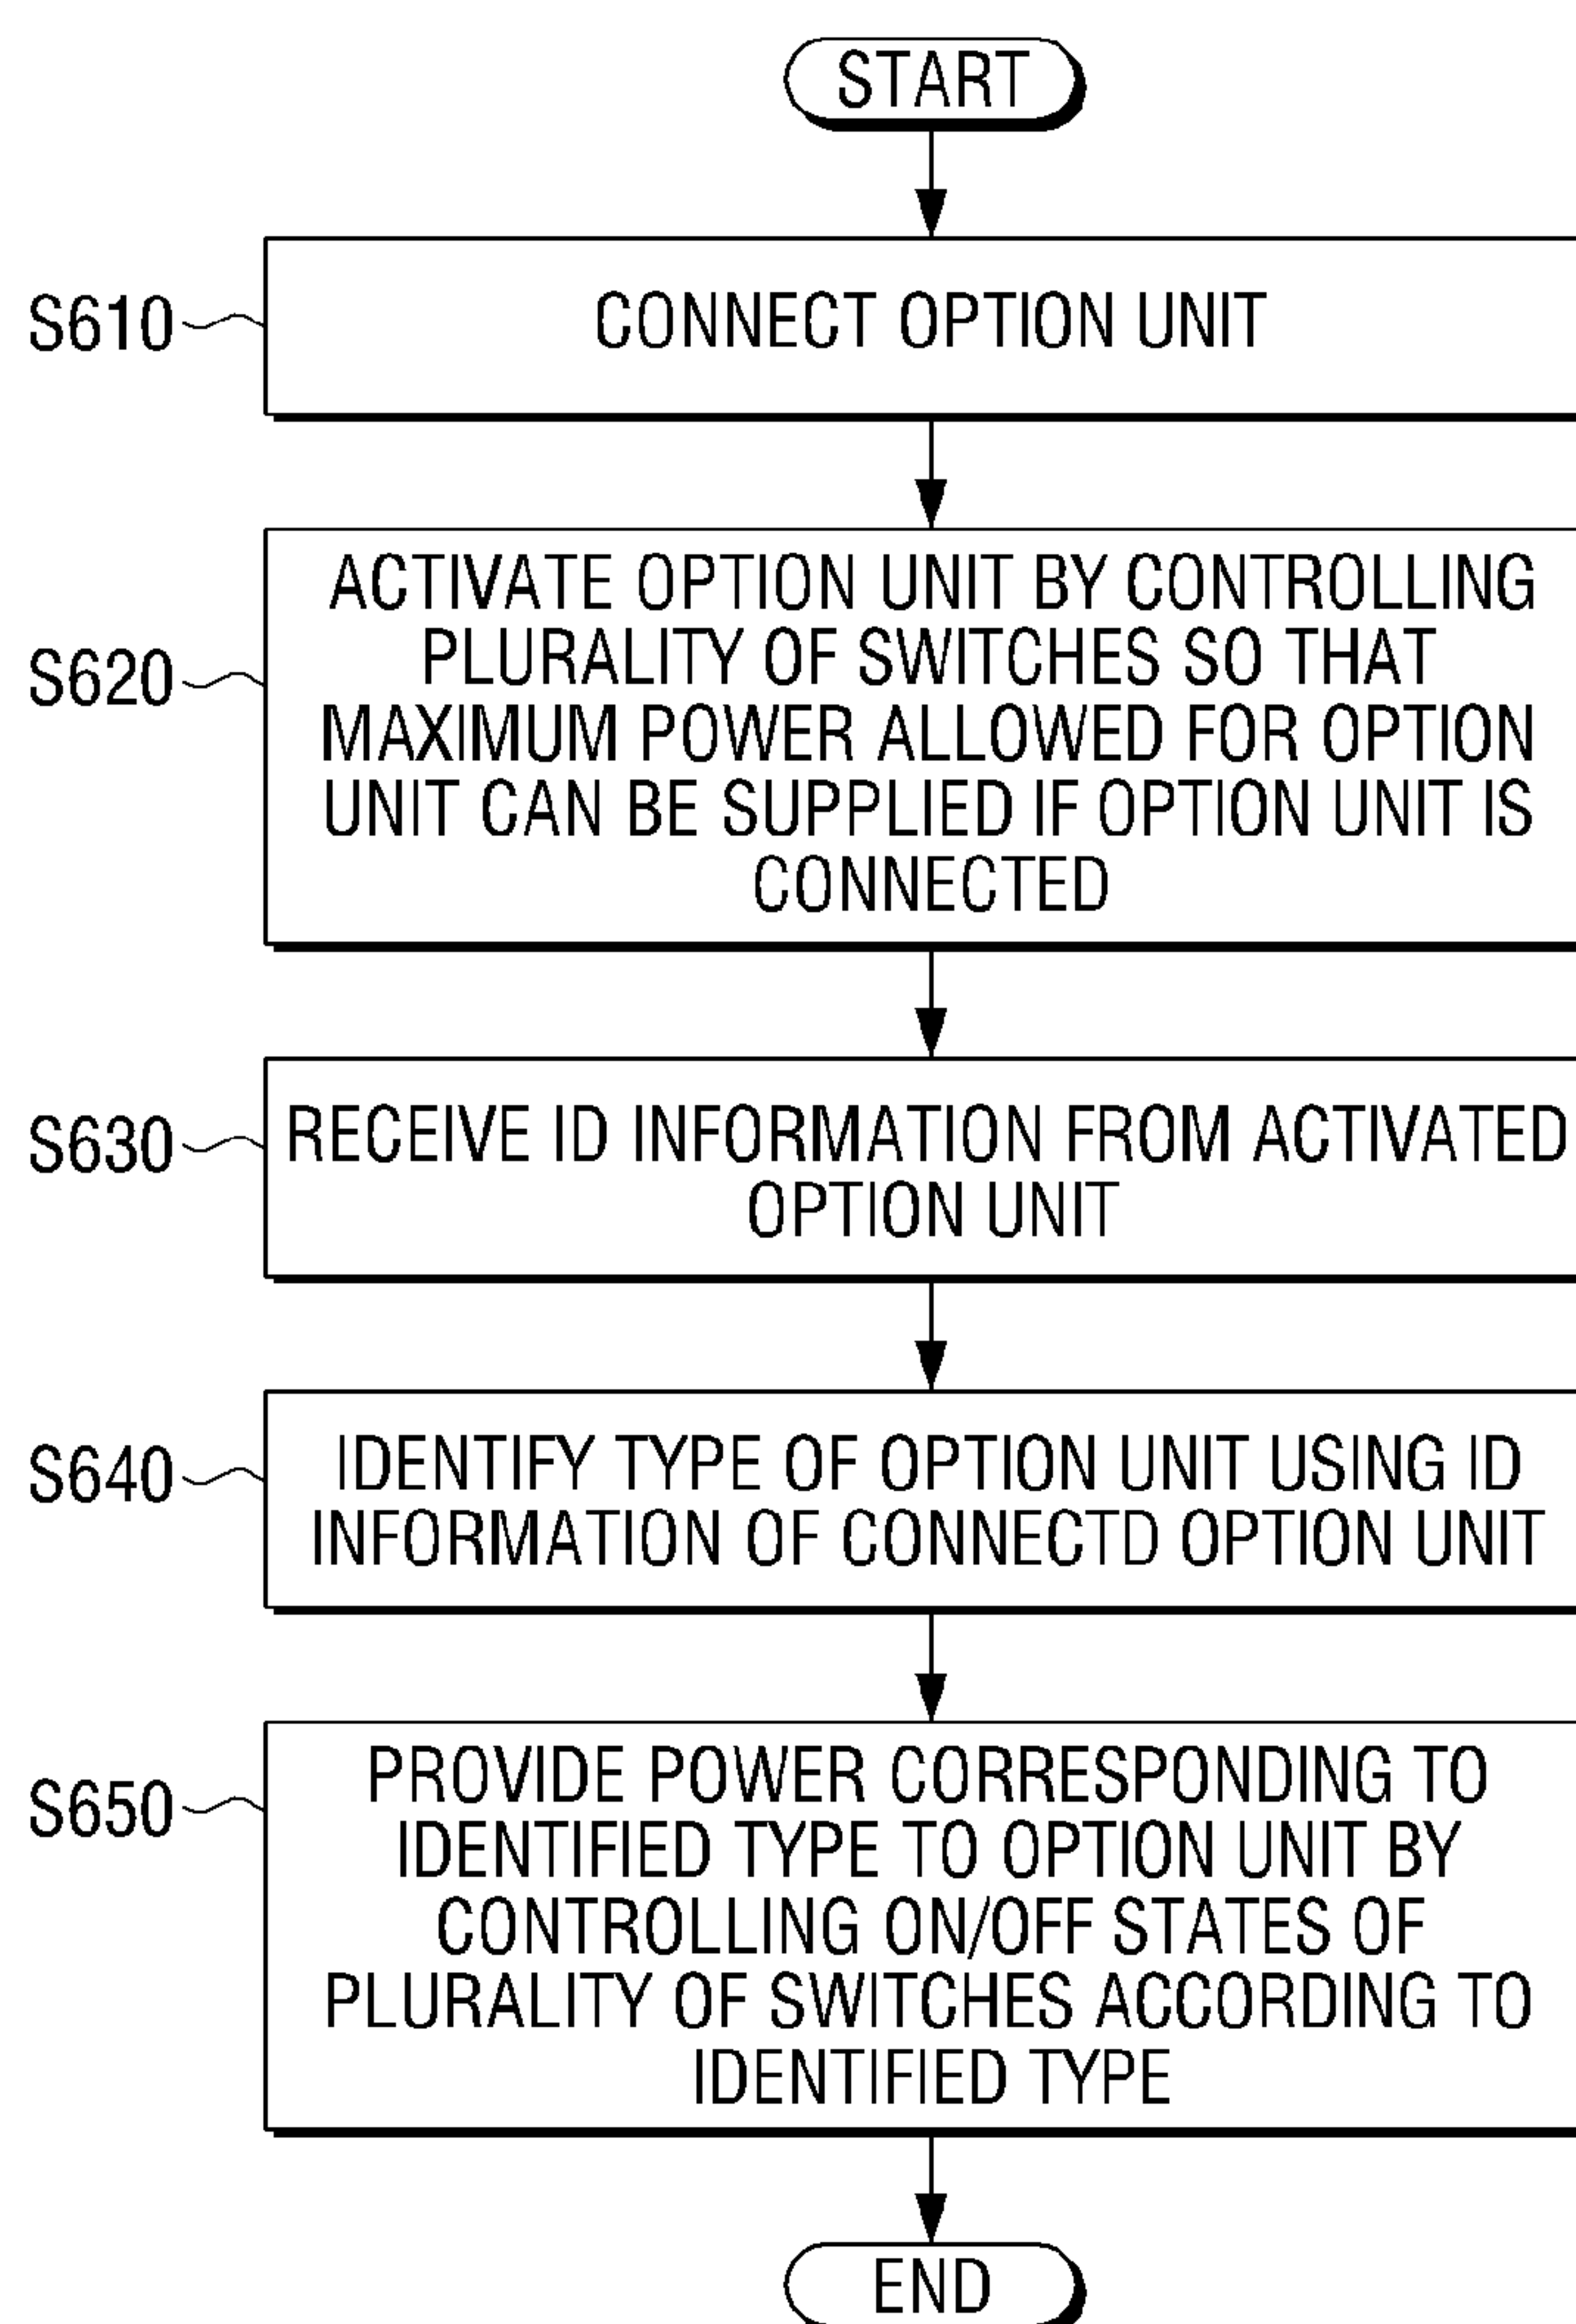 START
S610
CONNECT OPTION UNIT
S620
ACTIVATE OPTION UNIT BY CONTROLLING
PLURALITY OF SWITCHES SO THAT
MAXIMUM POWER ALLOWED FOR OPTION
UNIT CAN BE SUPPLIED IF OPTION UNIT IS
CONNECTED
S630
RECEIVE ID INFORMATION FROM ACTIVATED
OPTION UNIT
S640
IDENTIFY TYPE OF OPTION UNIT USING ID
INFORMATION OF CONNECTD OPTION UNIT
S650
PROVIDE POWER CORRESPONDING TO
IDENTIFIED TYPE TO OPTION UNIT BY
CONTROLLING ON/OFF STATES OF
PLURALITY OF SWITCHES ACCORDING TO
IDENTIFIED TYPE
END